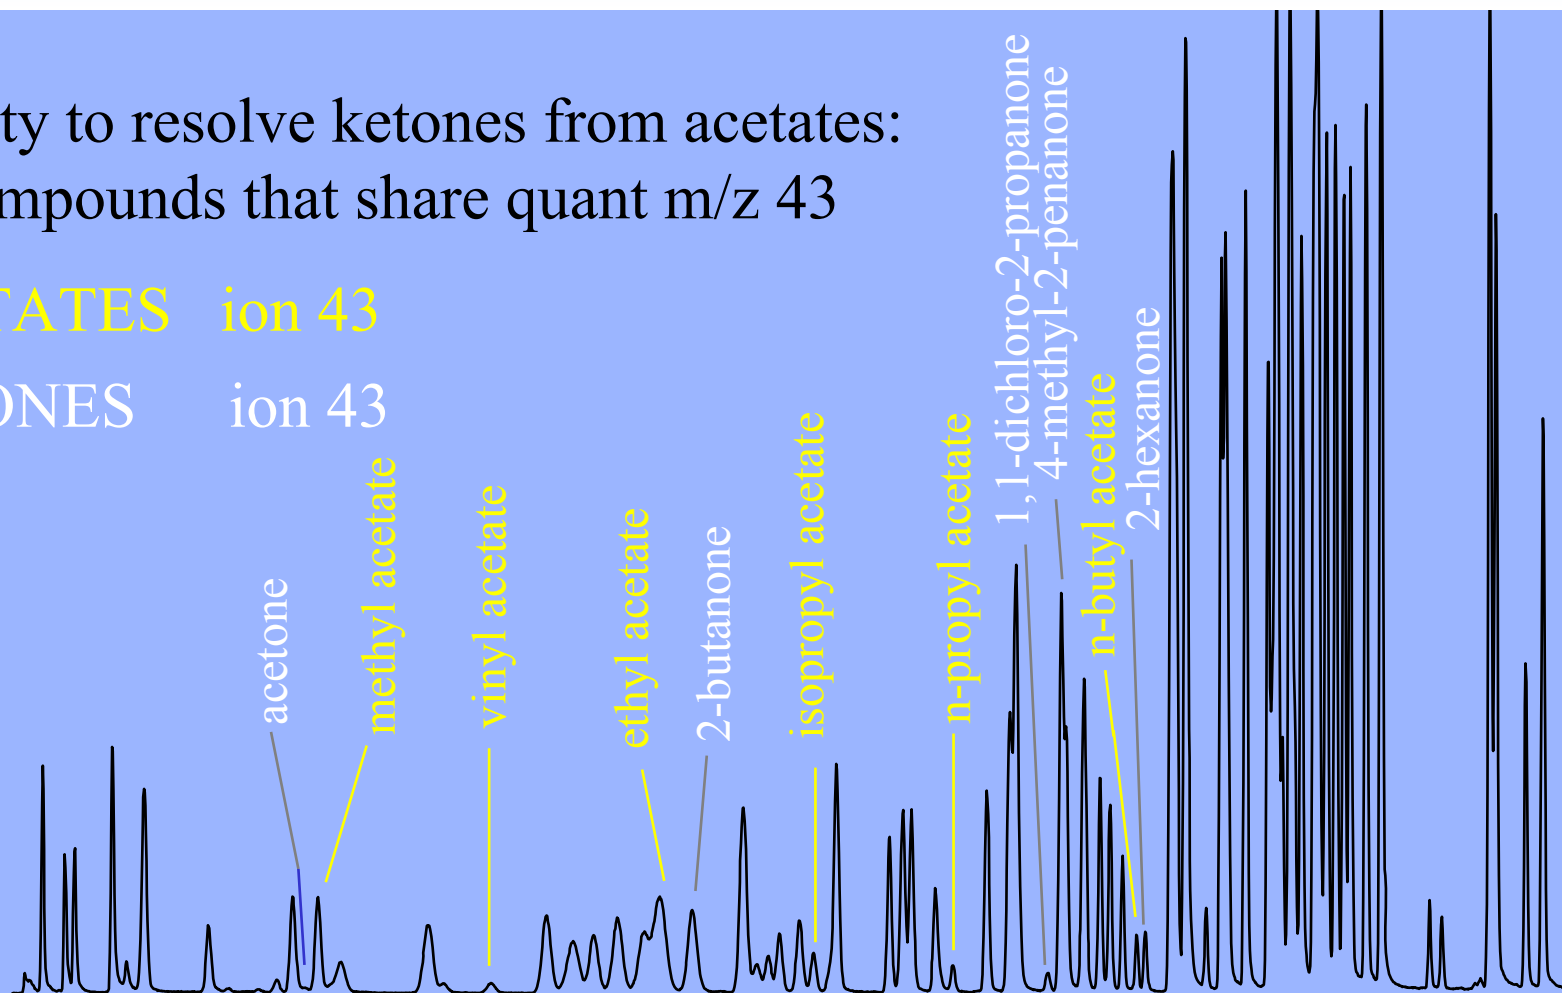 ty to resolve ketones from acetates:
mpounds that share quant m/z 43
TATES ion 43
ONES ion 43
acetone
methyl acetate
vinyl acetate
ethyl acetate
2-butanone
isopropyl acetate
n-propyl acetate
1,1-dichloro-2-propanone
4-methyl-2-penanone
n-butyl acetate
2-hexanone